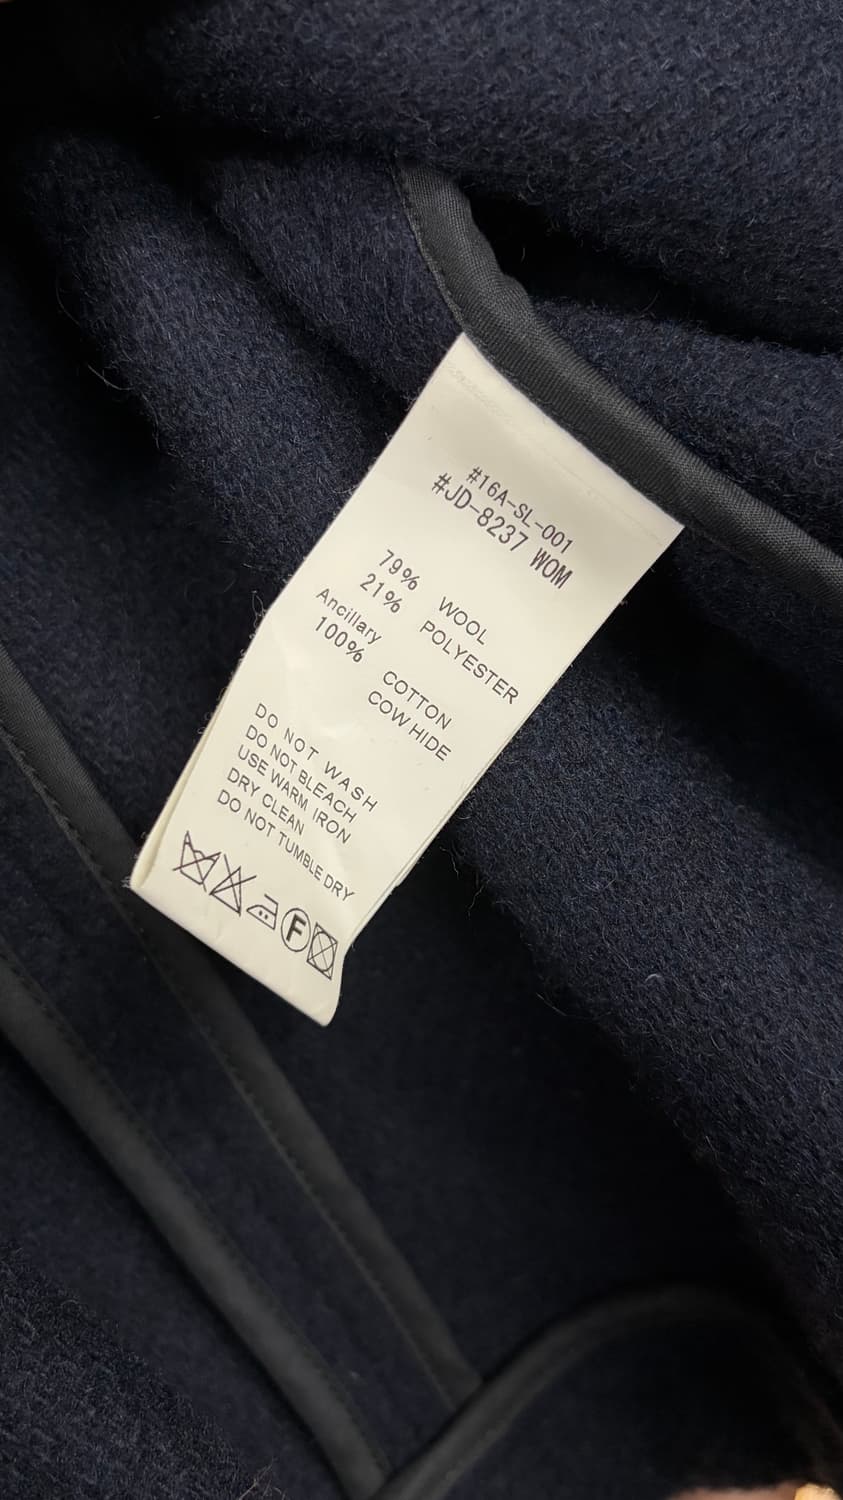 #16A-SL-001
#JD-8237 WOM
79% WOOL
21% POLYESTER
Ancillary
100% COTTON
COW HIDE
DO NOT WASH
DO NOT BLEACH
USE WARM IRON
DRY CLEAN
DO NOT TUMBLE DRY
F